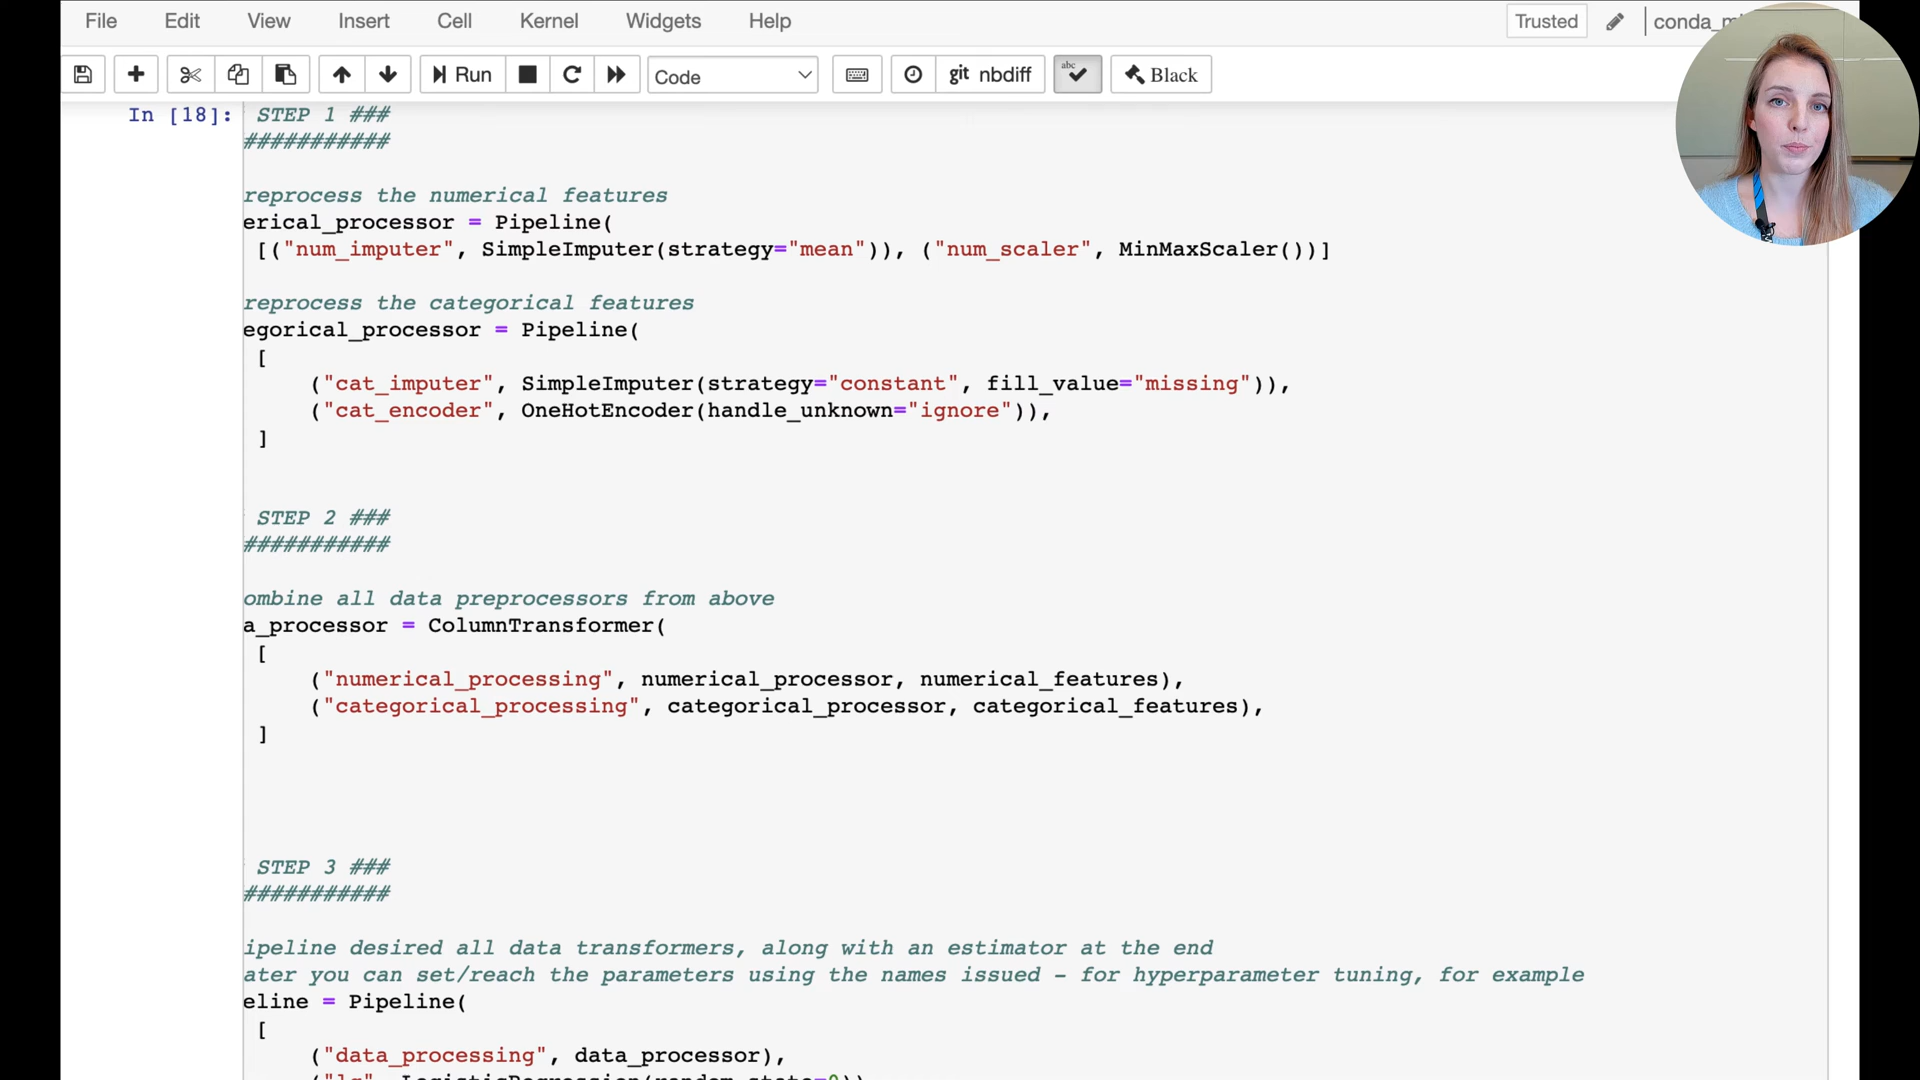 File Edit View Insert Cell Kernel Widgets Help Trusted
Run Code git nbdiff abc Black
In [18]: STEP 1 ###
###########
reprocess the numerical features
erical_processor = Pipeline(
[("num_imputer", SimpleImputer(strategy="mean")), ("num_scaler", MinMaxScaler())]
reprocess the categorical features
egorical_processor = Pipeline(
[
("cat_imputer", SimpleImputer(strategy="constant", fill_value="missing")),
("cat_encoder", OneHotEncoder(handle_unknown="ignore")),
]
STEP 2 ###
###########
ombine all data preprocessors from above
a_processor = ColumnTransformer(
[
("numerical_processing", numerical_processor, numerical_features),
("categorical_processing", categorical_processor, categorical_features),
]
STEP 3 ###
###########
ipeline desired all data transformers, along with an estimator at the end
ater you can set/reach the parameters using the names issued - for hyperparameter tuning, for example
eline = Pipeline(
[
("data_processing", data_processor),